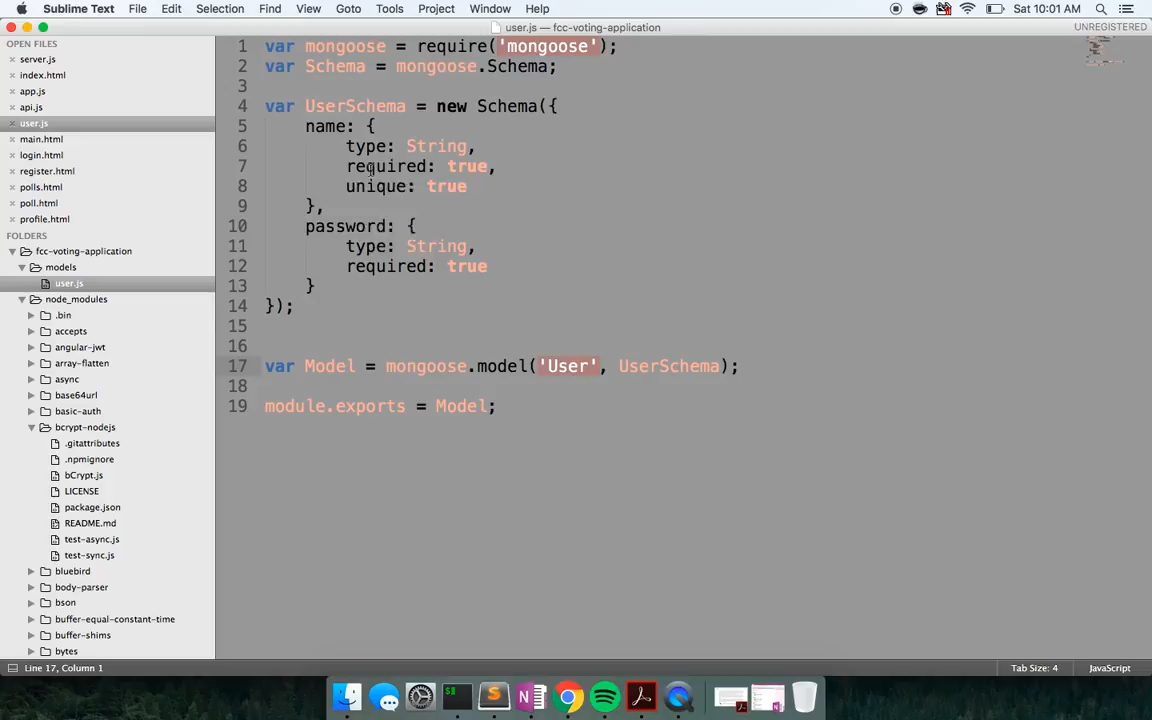 Sublime Text File Edit Selection Find View Goto Tools Project Window Help Sat 10:01 AM
user.js — fcc-voting-application UNREGISTERED
OPEN FILES
server.js
index.html
app.js
api.js
user.js
main.html
login.html
register.html
polls.html
poll.html
profile.html
FOLDERS
fcc-voting-application
models
user.js
node_modules
.bin
accepts
angular-jwt
array-flatten
async
base64url
basic-auth
bcrypt-nodejs
.gitattributes
.npmignore
bCrypt.js
LICENSE
package.json
README.md
test-async.js
test-sync.js
bluebird
body-parser
bson
buffer-equal-constant-time
buffer-shims
bytes
1 var mongoose = require('mongoose');
2 var Schema = mongoose.Schema;
3
4 var UserSchema = new Schema({
5 name: {
6 type: String,
7 required: true,
8 unique: true
9 },
10 password: {
11 type: String,
12 required: true
13 }
14 });
15
16
17 var Model = mongoose.model('User', UserSchema);
18
19 module.exports = Model;
Line 17, Column 1 Tab Size: 4 JavaScript